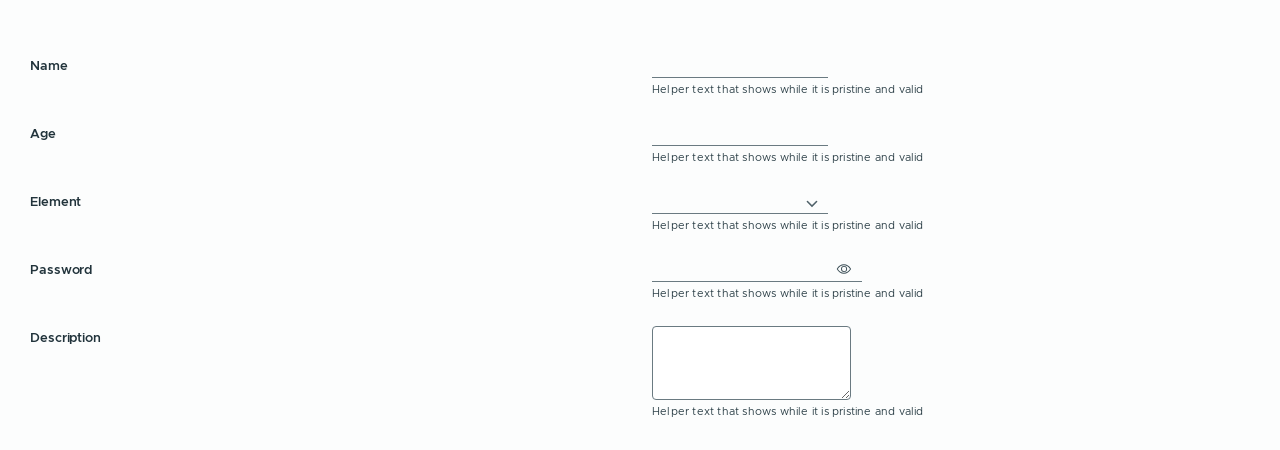 Name
Helper text that shows while it is pristine and valid
Age
Helper text that shows while it is pristine and valid
Element
Helper text that shows while it is pristine and valid
Password
Helper text that shows while it is pristine and valid
Description
Helper text that shows while it is pristine and valid